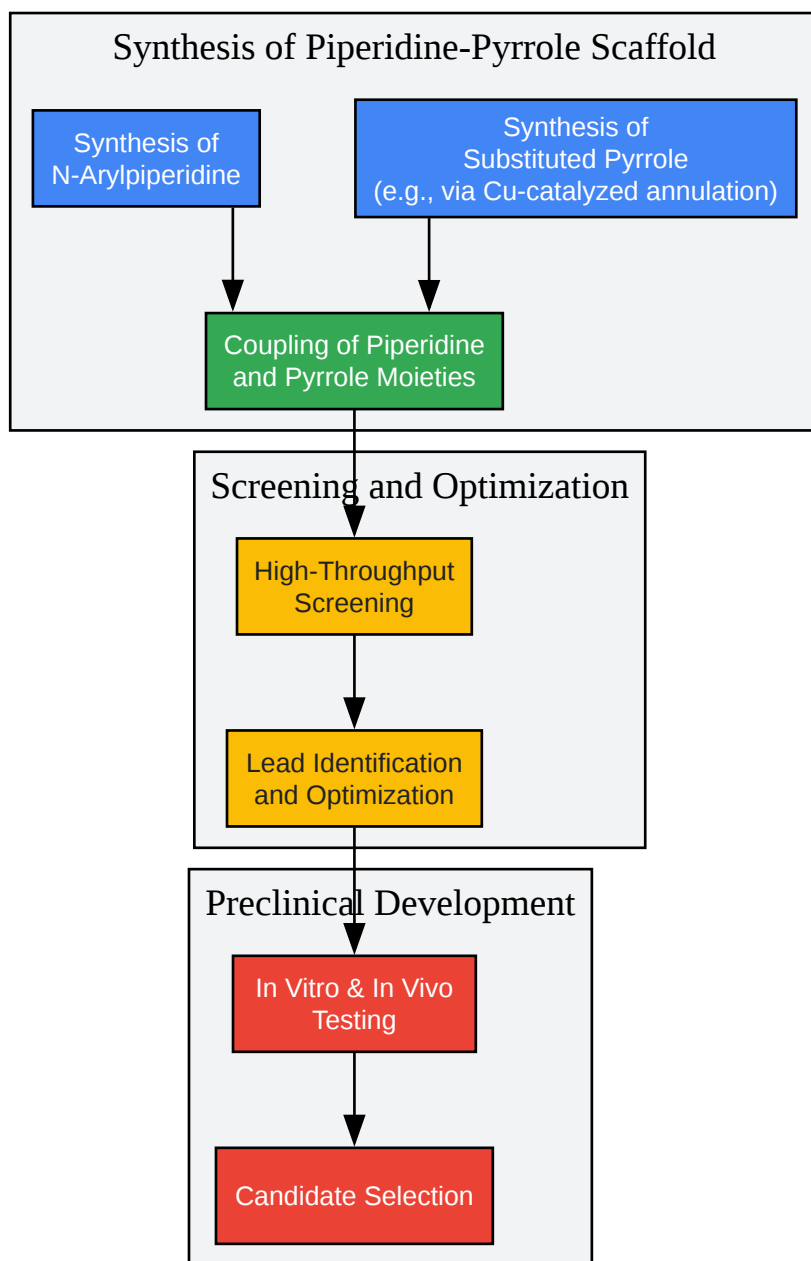 Synthesis of Piperidine-Pyrrole Scaffold
Synthesis of
N-Arylpiperidine
Synthesis of
Substituted Pyrrole
(e.g., via Cu-catalyzed annulation)
Coupling of Piperidine
and Pyrrole Moieties
Screening and Optimization
High-Throughput
Screening
Lead Identification
and Optimization
Preclinical Development
In Vitro & In Vivo
Testing
Candidate Selection